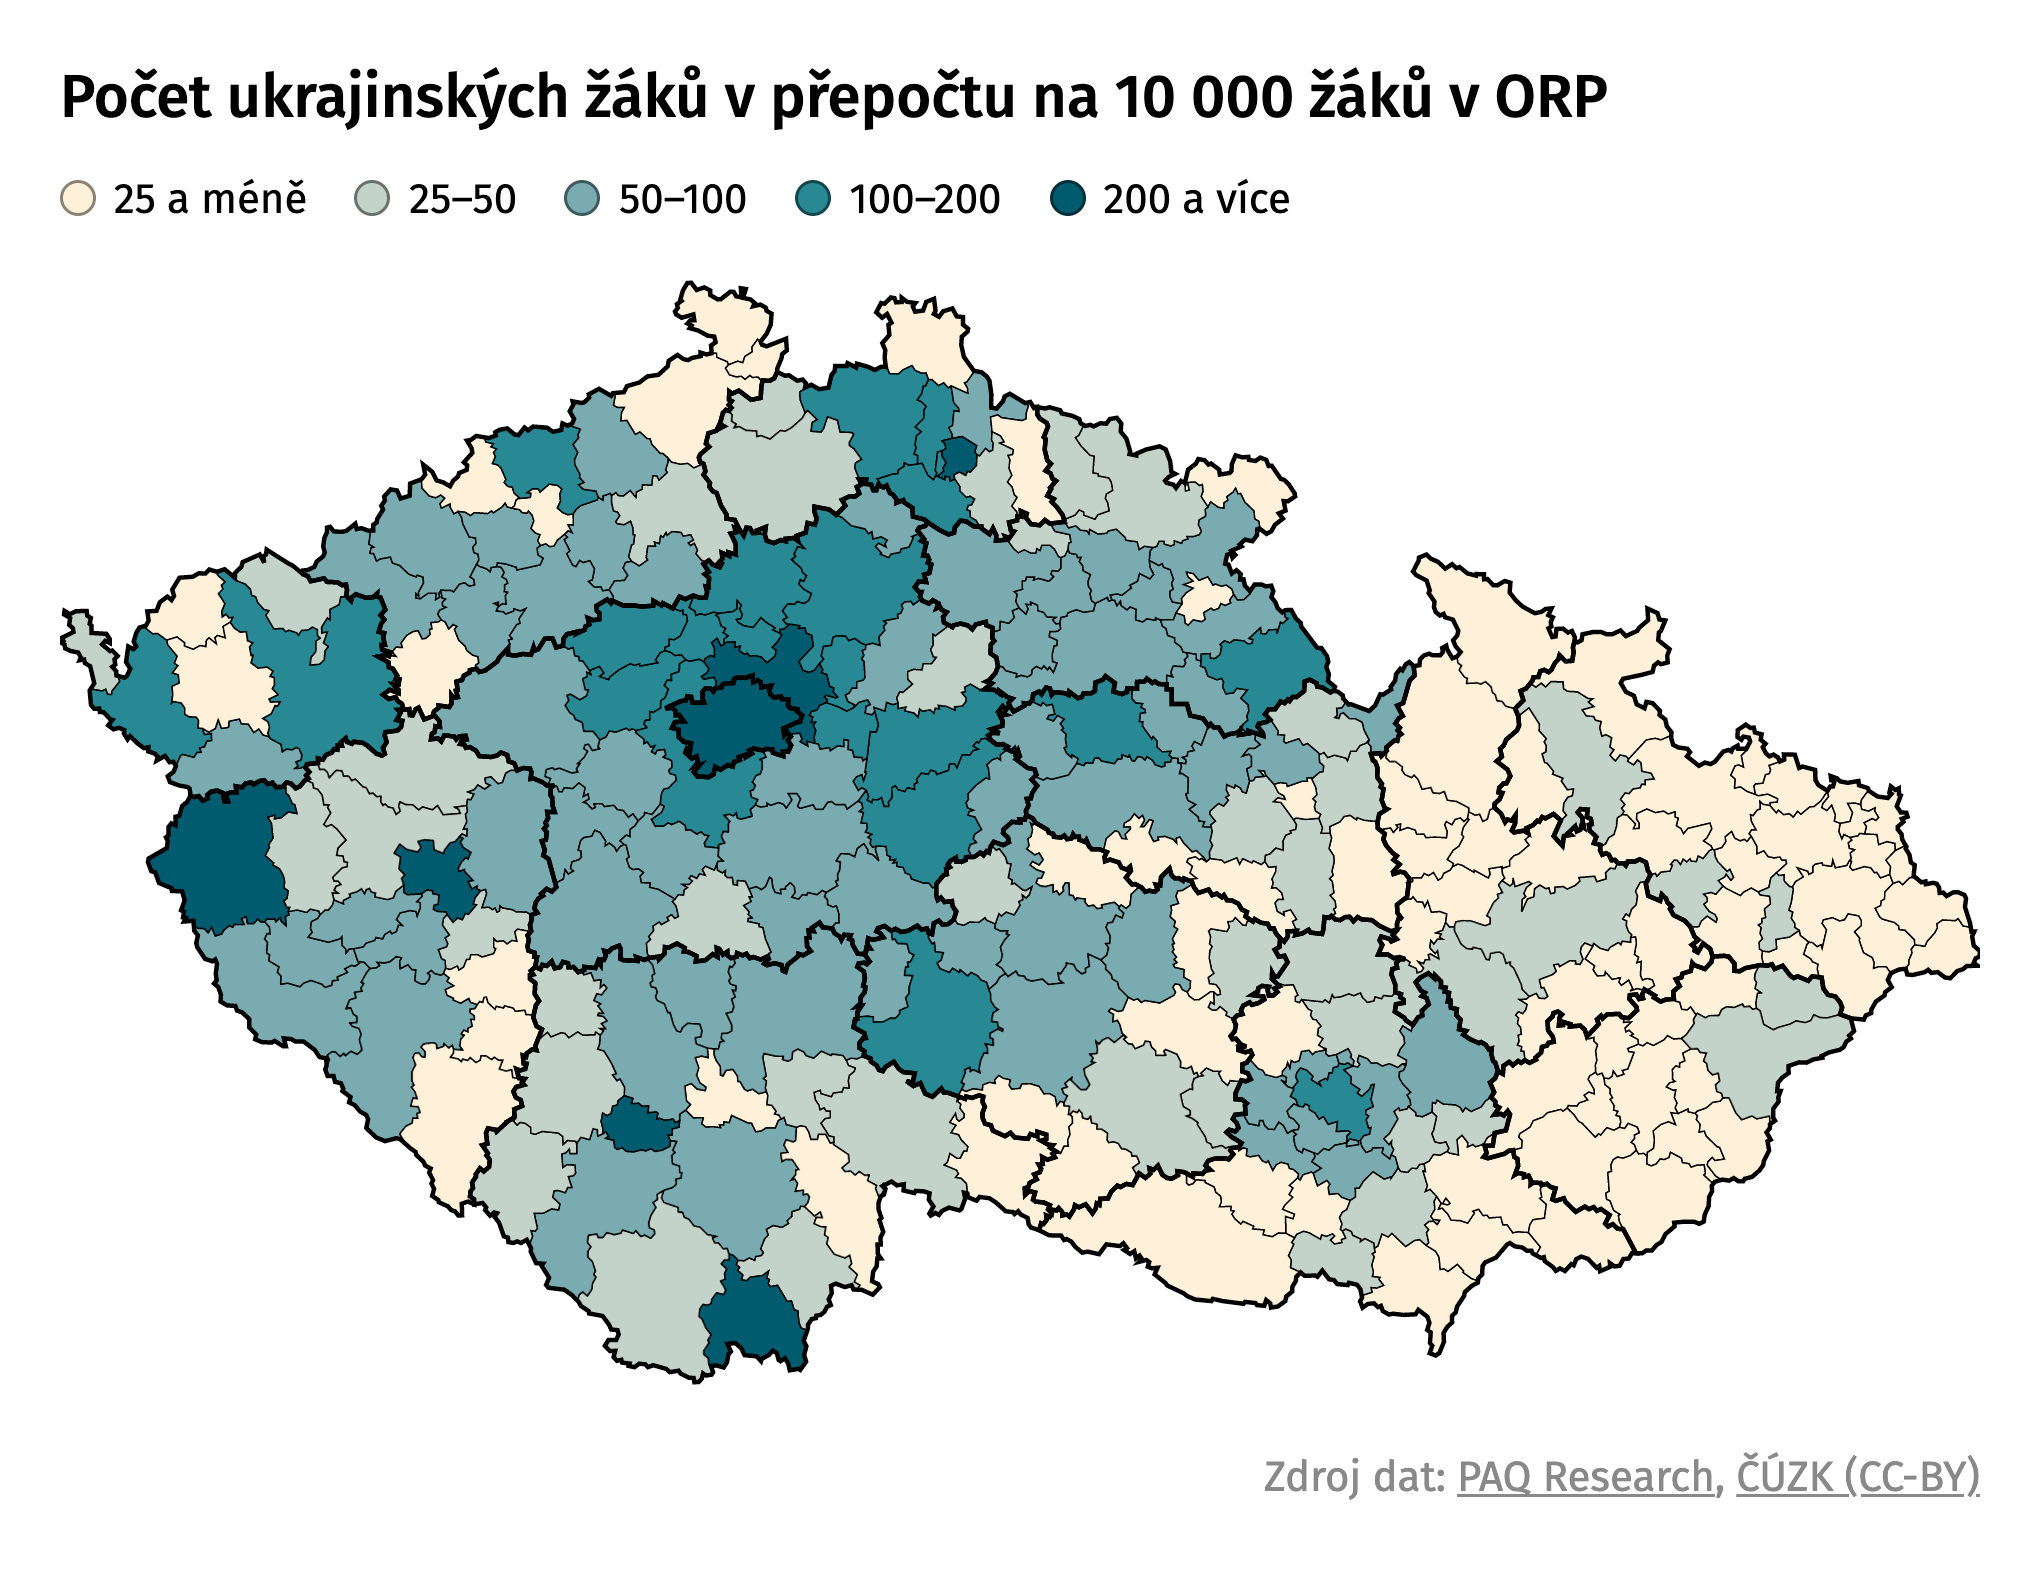 Počet ukrajinských žáků v přepočtu na 10 000 žáků v ORP
25 a méně 25–50 50–100 100–200 200 a více
Zdroj dat: PAQ Research, ČÚZK (CC-BY)